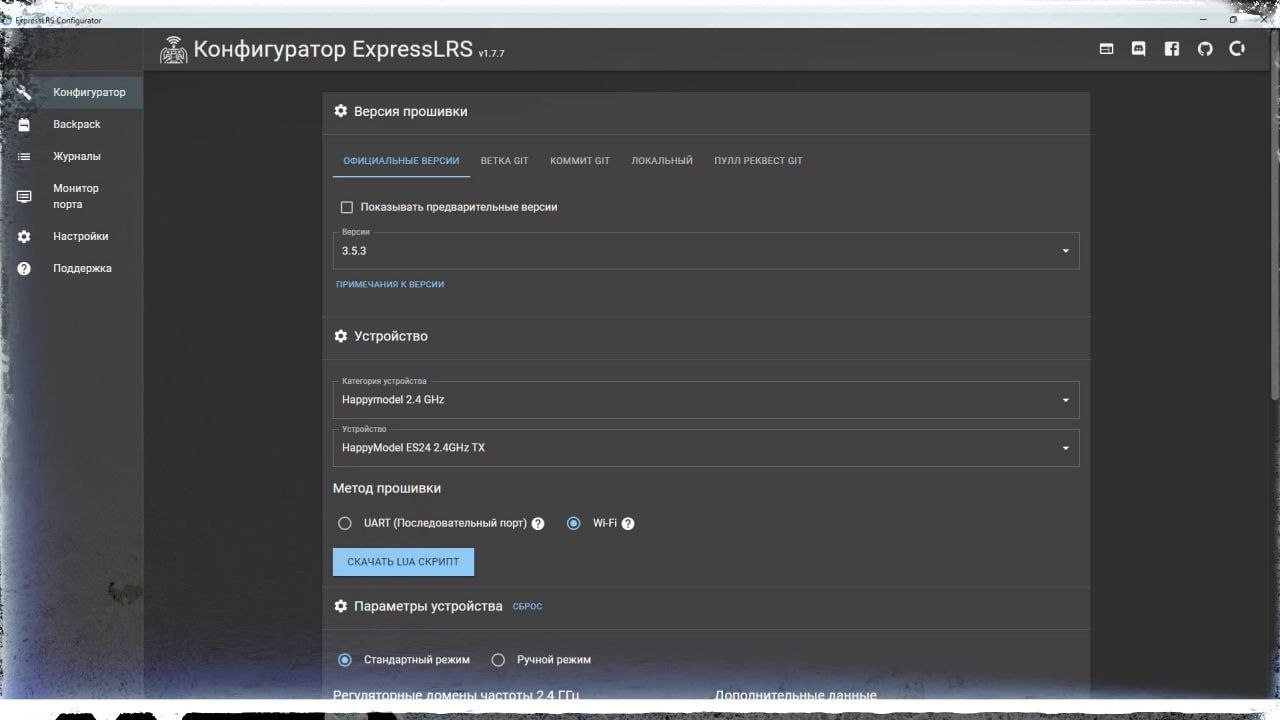 ExpressLRS Configurator
Конфигуратор ExpressLRS v1.7.7
Конфигуратор
Backpack
Журналы
Монитор
порта
Настройки
Поддержка
Версия прошивки
ОФИЦИАЛЬНЫЕ ВЕРСИИ ВЕТКА GIT КОММИТ GIT ЛОКАЛЬНЫЙ ПУЛЛ РЕКВЕСТ GIT
Показывать предварительные версии
Версии
3.5.3
ПРИМЕЧАНИЯ К ВЕРСИИ
Устройство
Категория устройства
Happymodel 2.4 GHz
Устройство
HappyModel ES24 2.4GHz TX
Метод прошивки
UART (Последовательный порт) ? Wi-Fi ?
СКАЧАТЬ LUA СКРИПТ
Параметры устройства СБРОС
Стандартный режим Ручной режим
Регуляторные домены частоты 2.4 ГГц Дополнительные данные